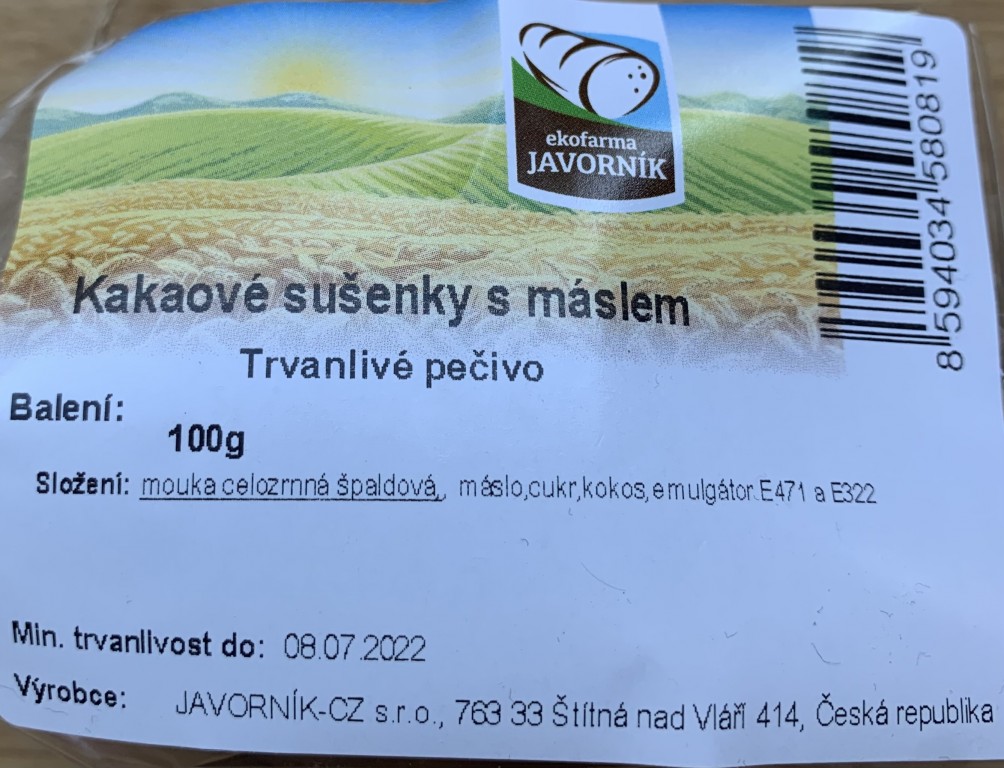 ekofarma
JAVORNÍK
8594034580819
Kakaové sušenky s máslem
Trvanlivé pečivo
Balení:
100g
Složení: mouka celozrnná špaldová,, máslo,cukr,kokos,emulgátor.E471 a E322
Min. trvanlivost do: 08.07.2022
Výrobce: JAVORNÍK-CZ s.r.o., 763 33 Štítná nad Vláří 414, Česká republika